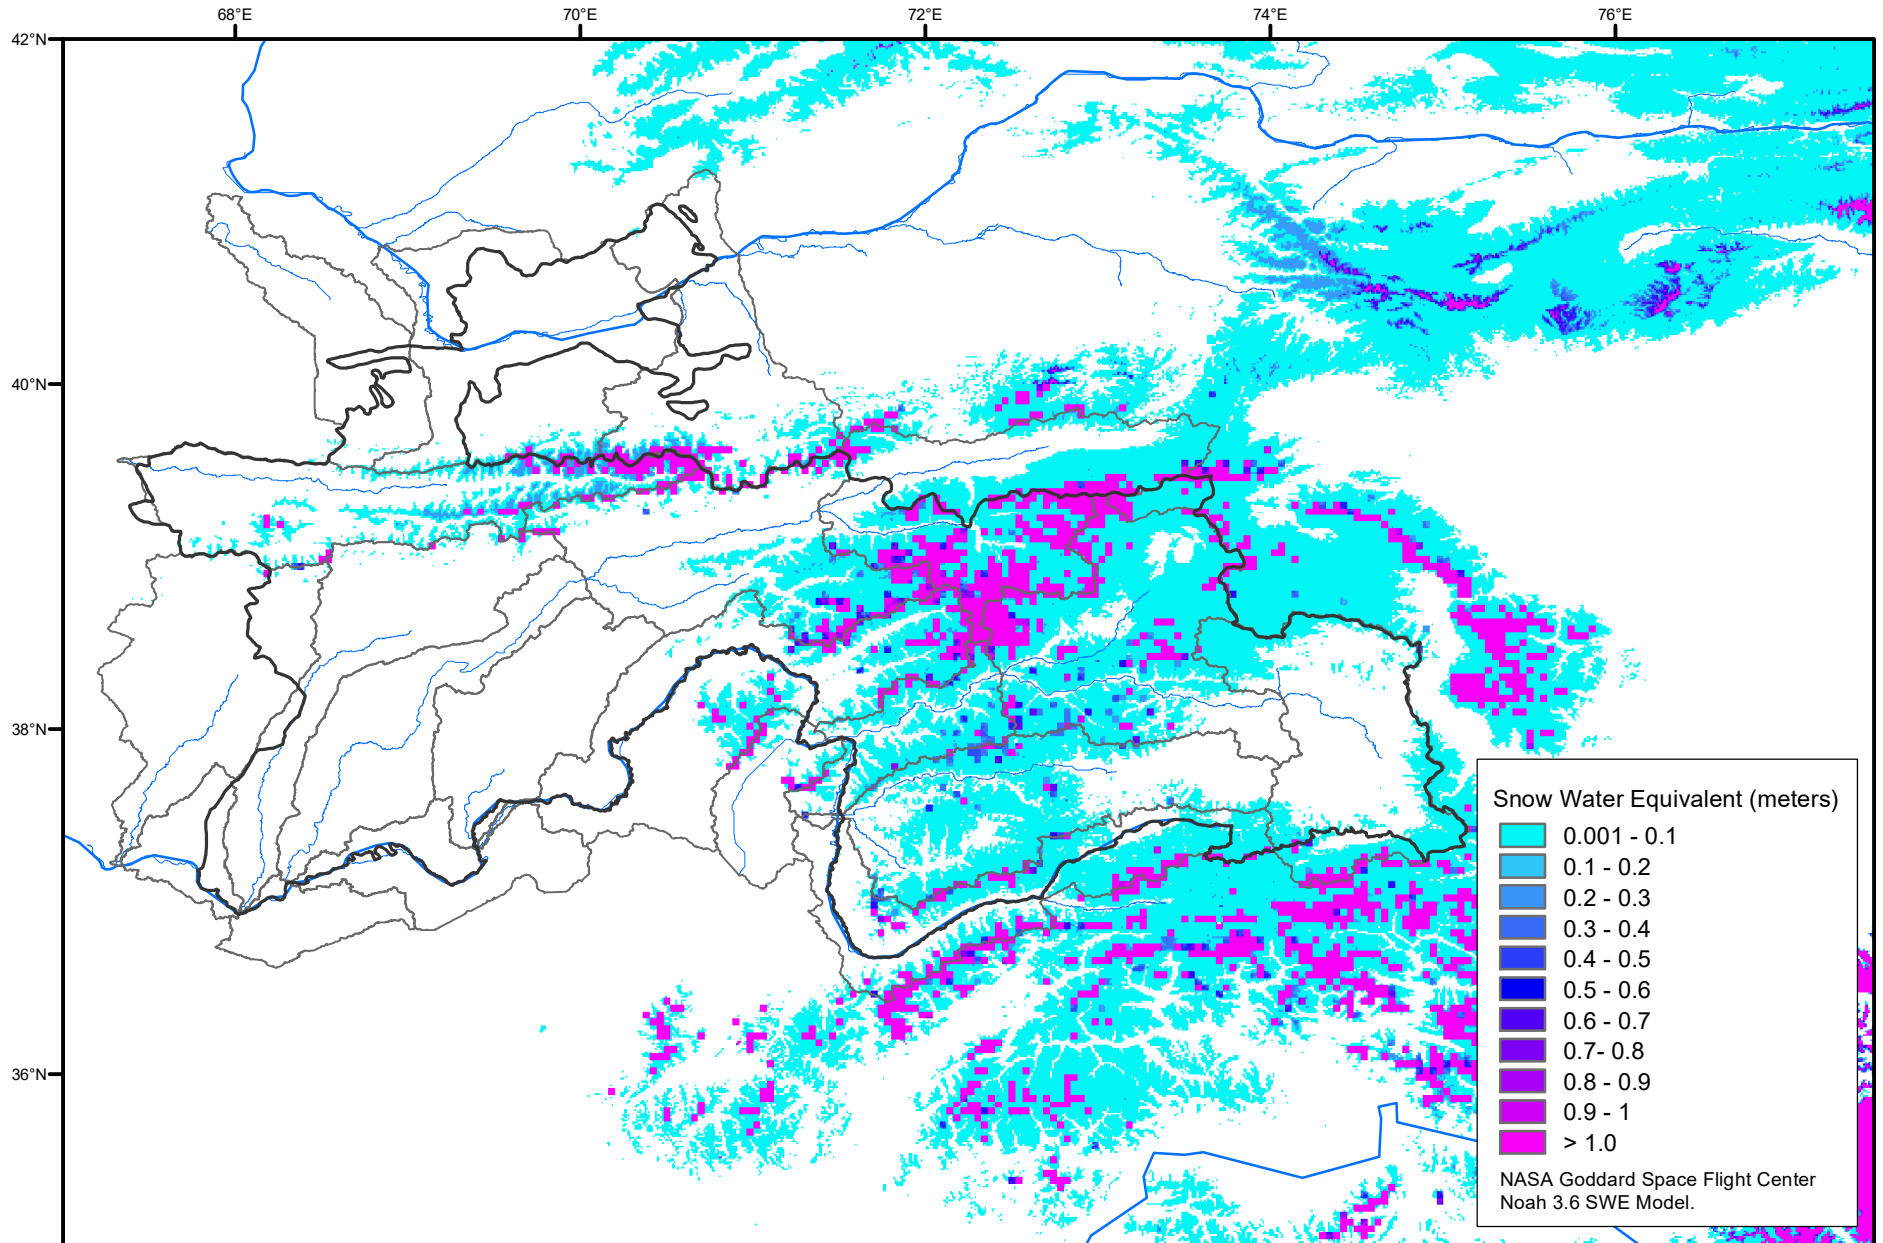 68°E 70°E 72°E 74°E 76°E
42°N
40°N
38°N
36°N
Snow Water Equivalent (meters)
0.001 - 0.1
0.1 - 0.2
0.2 - 0.3
0.3 - 0.4
0.4 - 0.5
0.5 - 0.6
0.6 - 0.7
0.7- 0.8
0.8 - 0.9
0.9 - 1
> 1.0
NASA Goddard Space Flight Center
Noah 3.6 SWE Model.